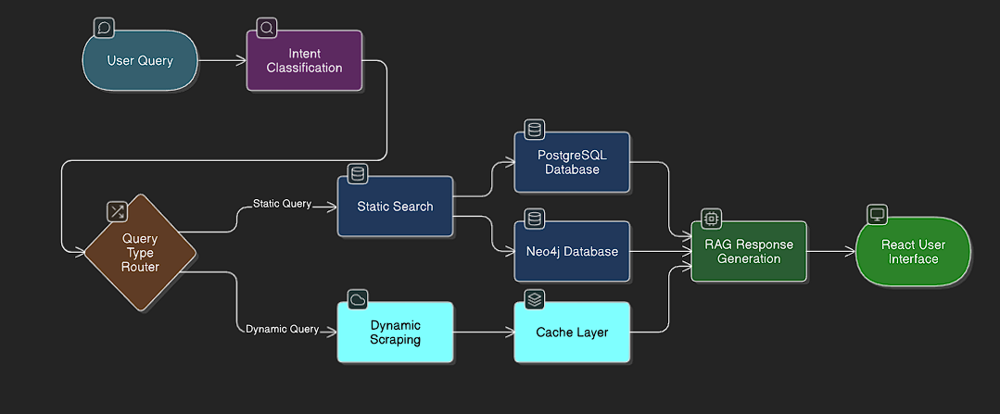 User Query
Intent
Classification
PostgreSQL
Database
Static Query
Static Search
Query
Type
Router
Neo4j Database
RAG Response
Generation
React User
Interface
Dynamic Query
Dynamic
Scraping
Cache Layer